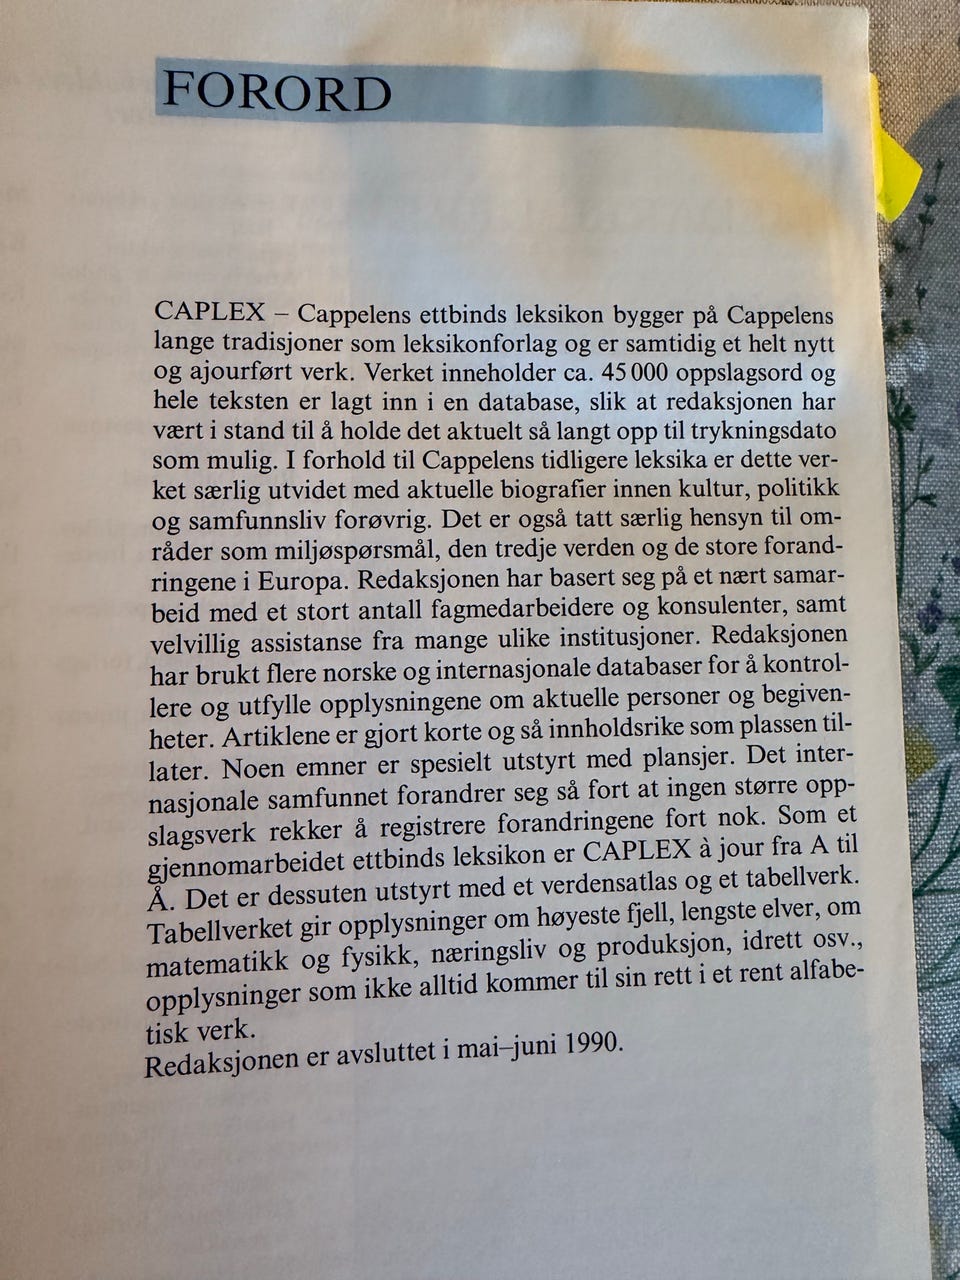 FORORD
CAPLEX – Cappelens ettbinds leksikon bygger på Cappelens
lange tradisjoner som leksikonforlag og er samtidig et helt nytt
og ajourført verk. Verket inneholder ca. 45 000 oppslagsord og
hele teksten er lagt inn i en database, slik at redaksjonen har
vært i stand til å holde det aktuelt så langt opp til trykningsdato
som mulig. I forhold til Cappelens tidligere leksika er dette ver-
ket særlig utvidet med aktuelle biografier innen kultur, politikk
og samfunnsliv forøvrig. Det er også tatt særlig hensyn til om-
råder som miljøspørsmål, den tredje verden og de store forand-
ringene i Europa. Redaksjonen har basert seg på et nært samar-
beid med et stort antall fagmedarbeidere og konsulenter, samt
velvillig assistanse fra mange ulike institusjoner. Redaksjonen
har brukt flere norske og internasjonale databaser for å kontrol-
lere og utfylle opplysningene om aktuelle personer og begiven-
heter. Artiklene er gjort korte og så innholdsrike som plassen til-
later. Noen emner er spesielt utstyrt med plansjer. Det inter-
nasjonale samfunnet forandrer seg så fort at ingen større opp-
slagsverk rekker å registrere forandringene fort nok. Som et
gjennomarbeidet ettbinds leksikon er CAPLEX à jour fra A til
Å. Det er dessuten utstyrt med et verdensatlas og et tabellverk.
Tabellverket gir opplysninger om høyeste fjell, lengste elver, om
matematikk og fysikk, næringsliv og produksjon, idrett osv.,
opplysninger som ikke alltid kommer til sin rett i et rent alfabe-
tisk verk.
Redaksjonen er avsluttet i mai–juni 1990.